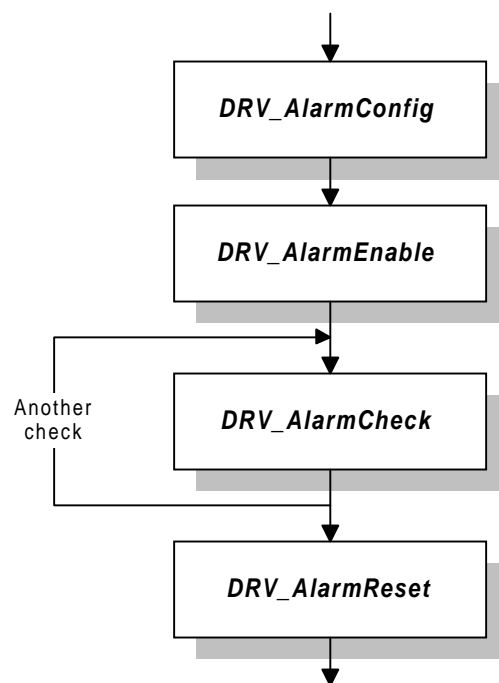 DRV_AlarmConfig
DRV_AlarmEnable
Another
check
DRV_AlarmCheck
DRV_AlarmReset